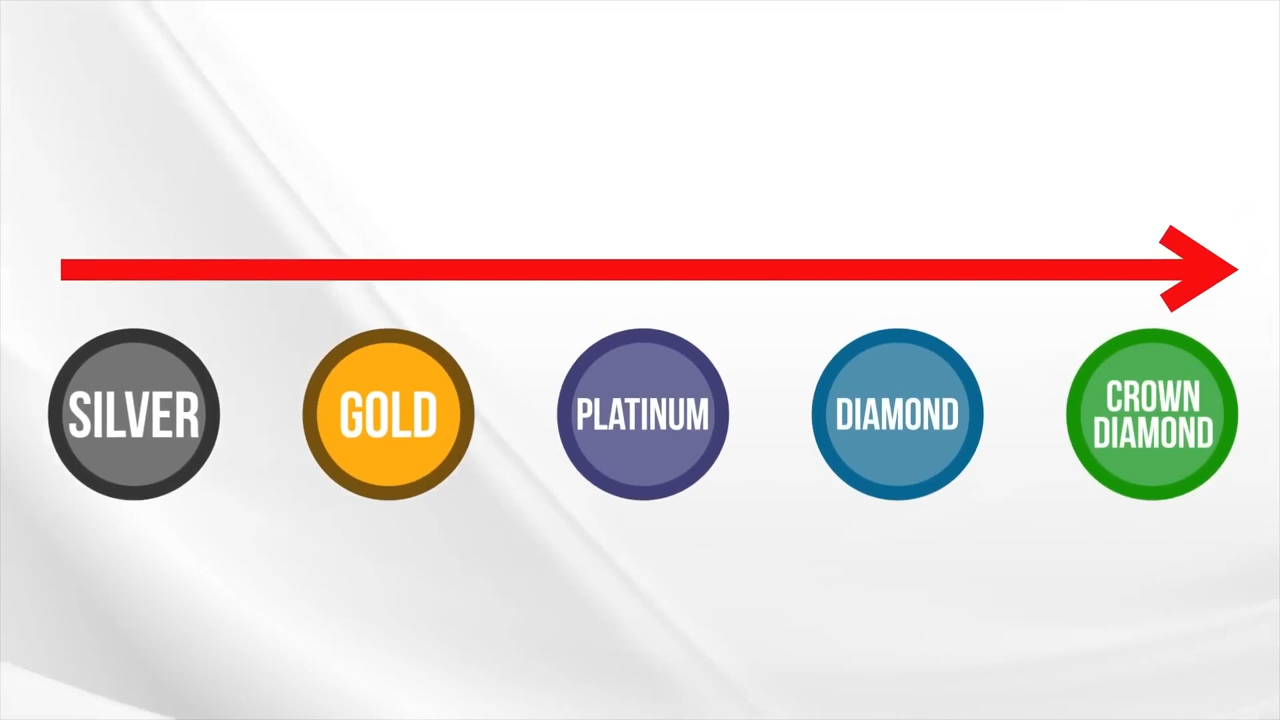 SILVER
GOLD
PLATINUM
DIAMOND
CROWN
DIAMOND